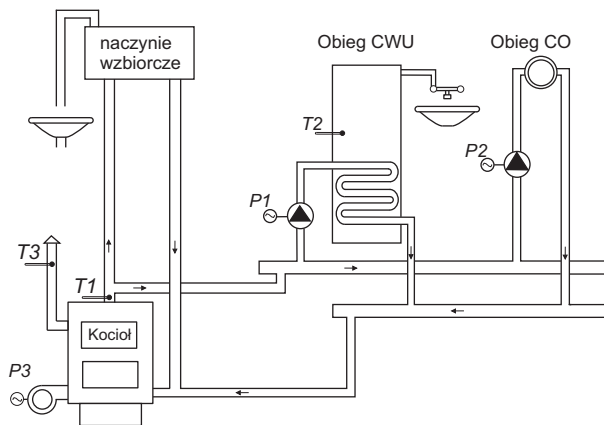 naczynie
wzbiorcze
Obieg CWU
Obieg CO
T2
P2
P1
T3
T1
Kocioł
P3